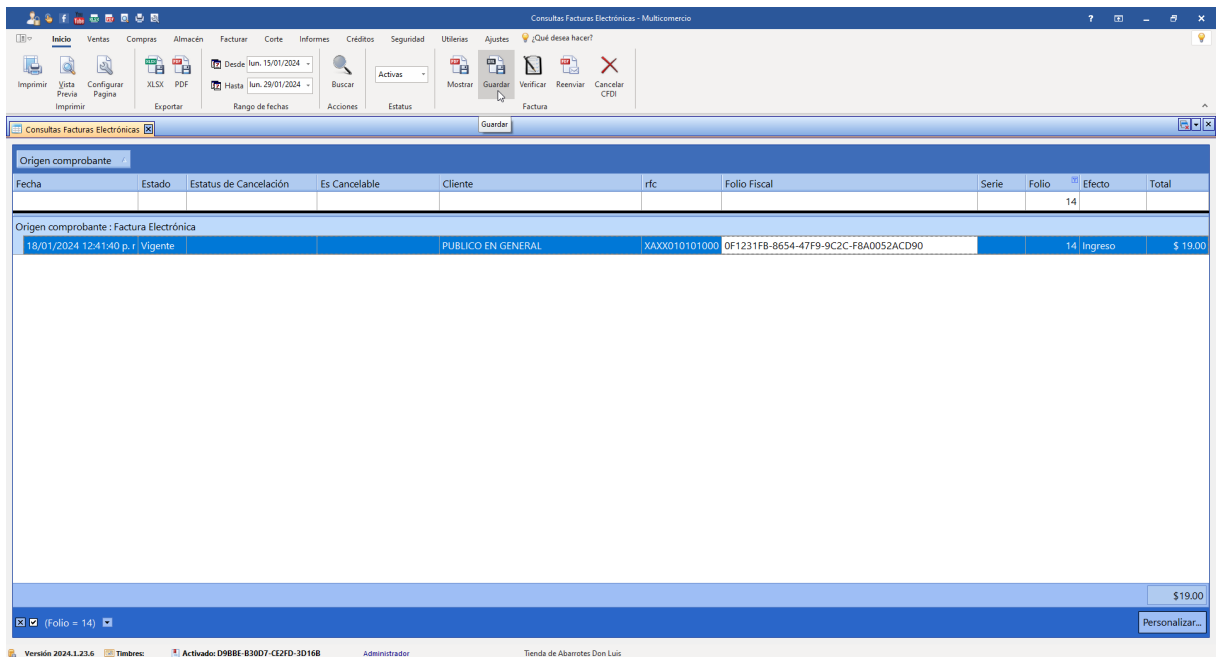 Consultas Facturas Electrónicas - Multicomercio
Inicio Ventas Compras Almacén Facturar Corte Informes Créditos Seguridad Utilerias Ajustes ¿Qué desea hacer?
Imprimir Vista Previa Configurar Pagina XLSX PDF Desde lun. 15/01/2024 Hasta lun. 29/01/2024 Buscar Activas Mostrar Guardar Verificar Reenviar Cancelar CFDI
Imprimir Exportar Rango de fechas Acciones Estatus Factura
Consultas Facturas Electrónicas Guardar
Origen comprobante
Fecha Estado Estatus de Cancelación Es Cancelable Cliente rfc Folio Fiscal Serie Folio Efecto Total
14
Origen comprobante : Factura Electrónica
18/01/2024 12:41:40 p. r Vigente PUBLICO EN GENERAL XAXX010101000 0F1231FB-8654-47F9-9C2C-F8A0052ACD90 14 Ingreso $ 19.00
$19.00
(Folio = 14) Personalizar...
Versión 2024.1.23.6 Timbres: Activado: D9BBE-B30D7-CE2FD-3D16B Administrador Tienda de Abarrotes Don Luis